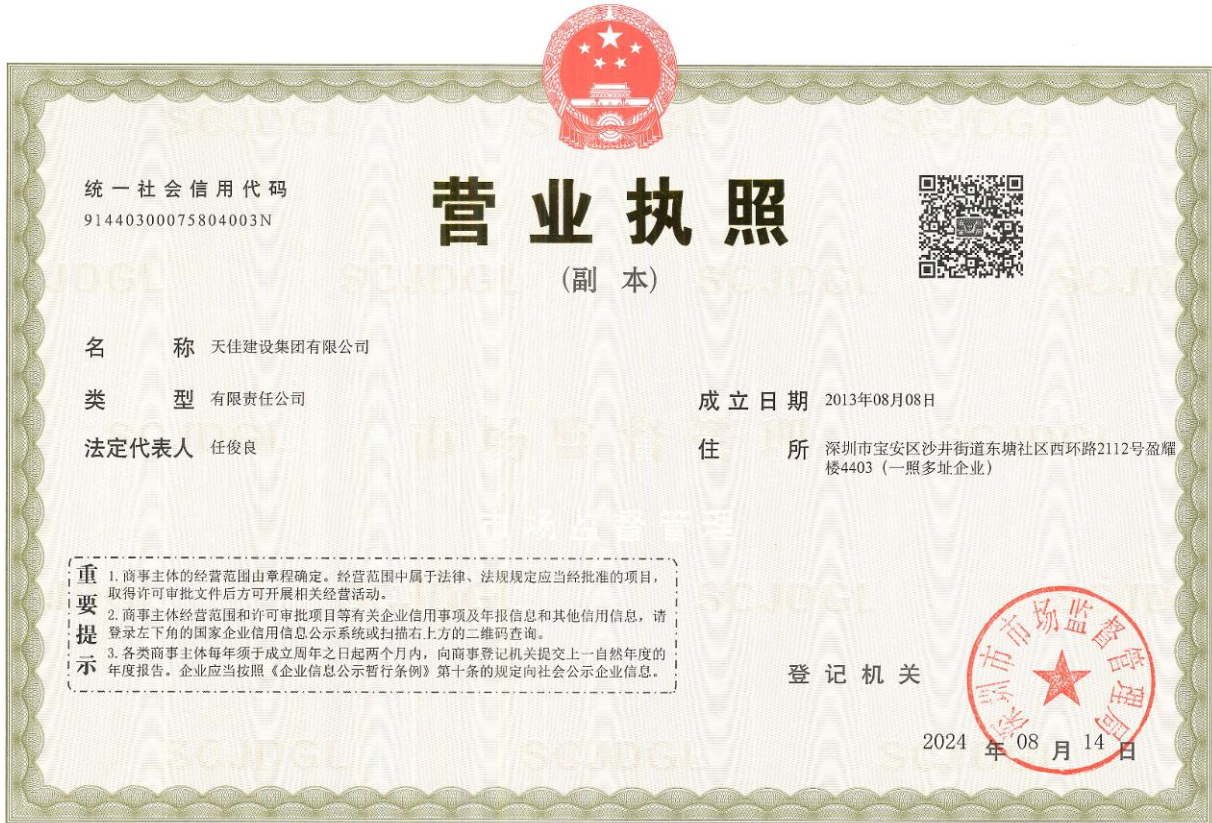 统一社会信用代码
91440300075804003N
营业执照
(副 本)
名 称 天佳建设集团有限公司
类 型 有限责任公司
成立日期 2013年08月08日
法定代表人 任俊良
住 所 深圳市宝安区沙井街道东塘社区西环路2112号盈耀
楼4403（一照多址企业）
重要提示
1. 商事主体的经营范围由章程确定。经营范围中属于法律、法规规定应当经批准的项目，
取得许可审批文件后方可开展相关经营活动。
2. 商事主体经营范围和许可审批项目等有关企业信用事项及年报信息和其他信用信息，请
登录左下角的国家企业信用信息公示系统或扫描右上方的二维码查询。
3. 各类商事主体每年须于成立周年之日起两个月内，向商事登记机关提交上一自然年度的
年度报告。企业应当按照《企业信息公示暂行条例》第十条的规定向社会公示企业信息。
登记机关
深圳市市场监督管理局
2024 年 08 月 14 日
SCJDGL
市场监督管理